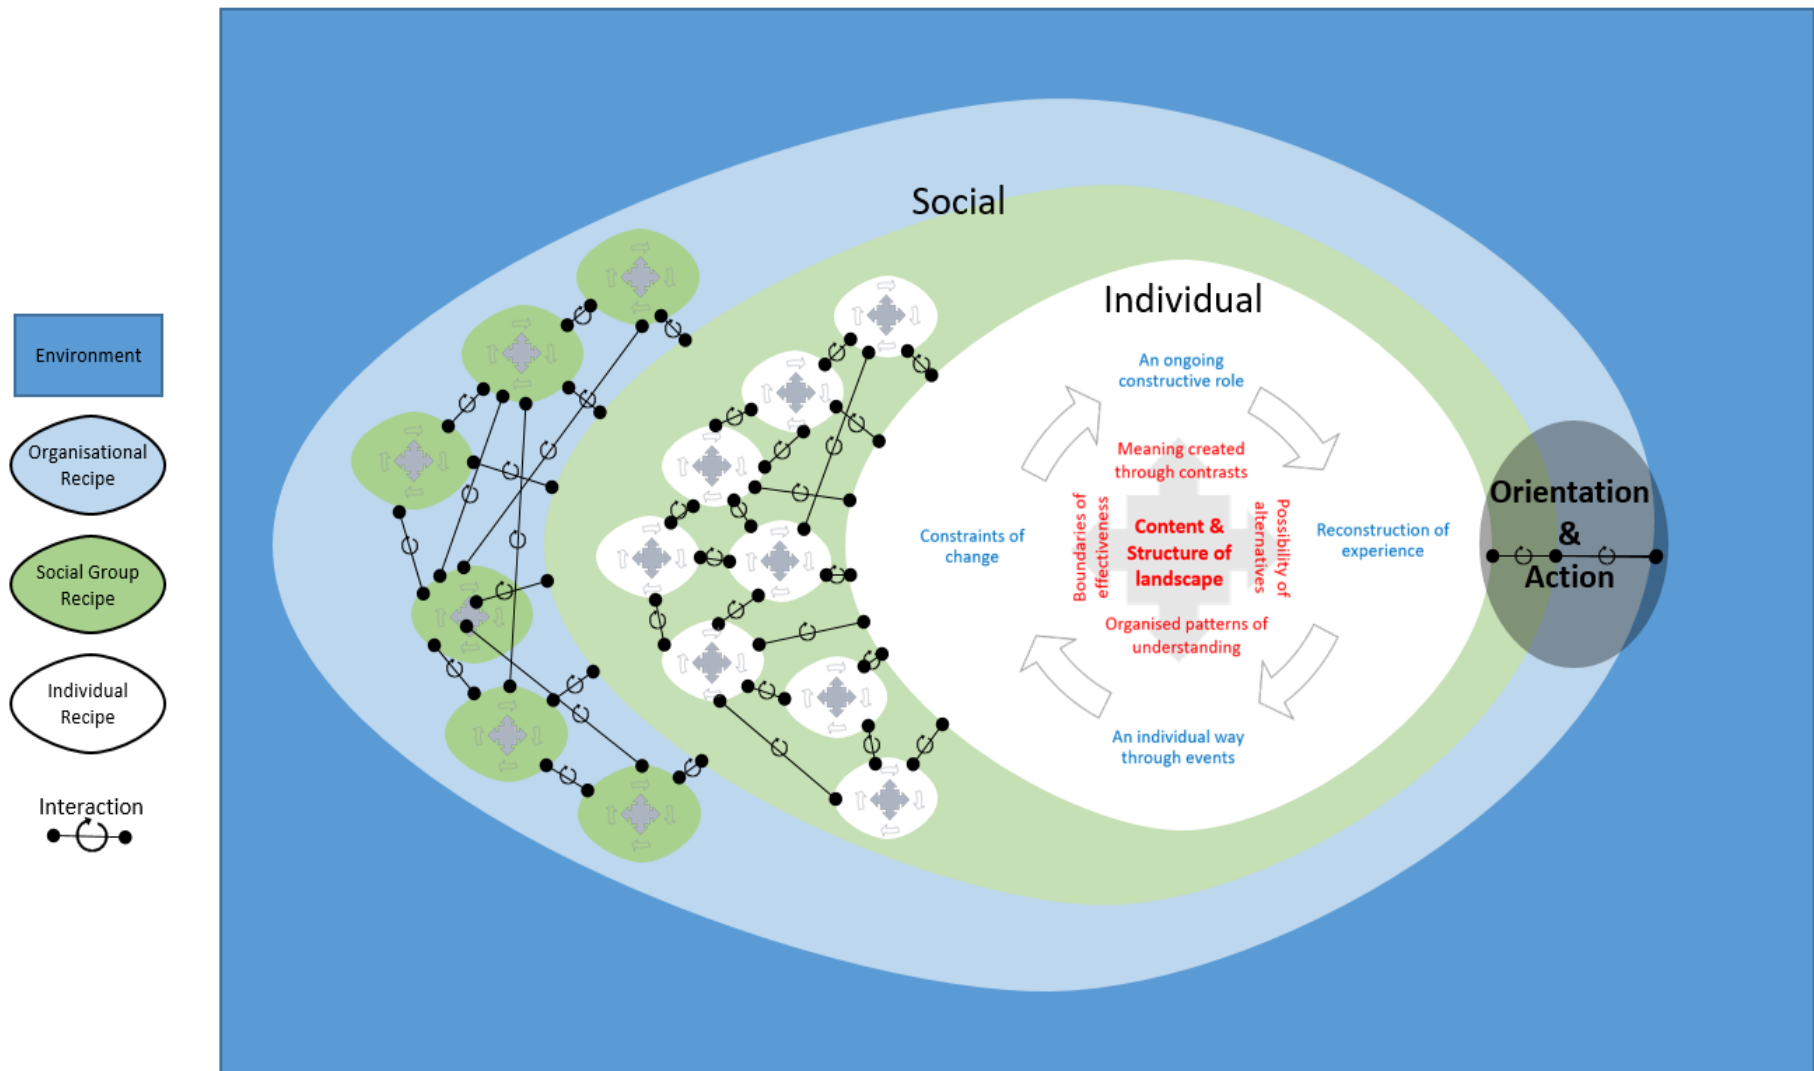 Environment
Organisational
Recipe
Social Group
Recipe
Individual
Recipe
Interaction
Social
Individual
An ongoing
constructive role
Meaning created
through contrasts
Boundaries of
effectiveness
Content &
Structure of
landscape
Possibility of
alternatives
Organised patterns of
understanding
Constraints of
change
Reconstruction of
experience
An individual way
through events
Orientation
&
Action